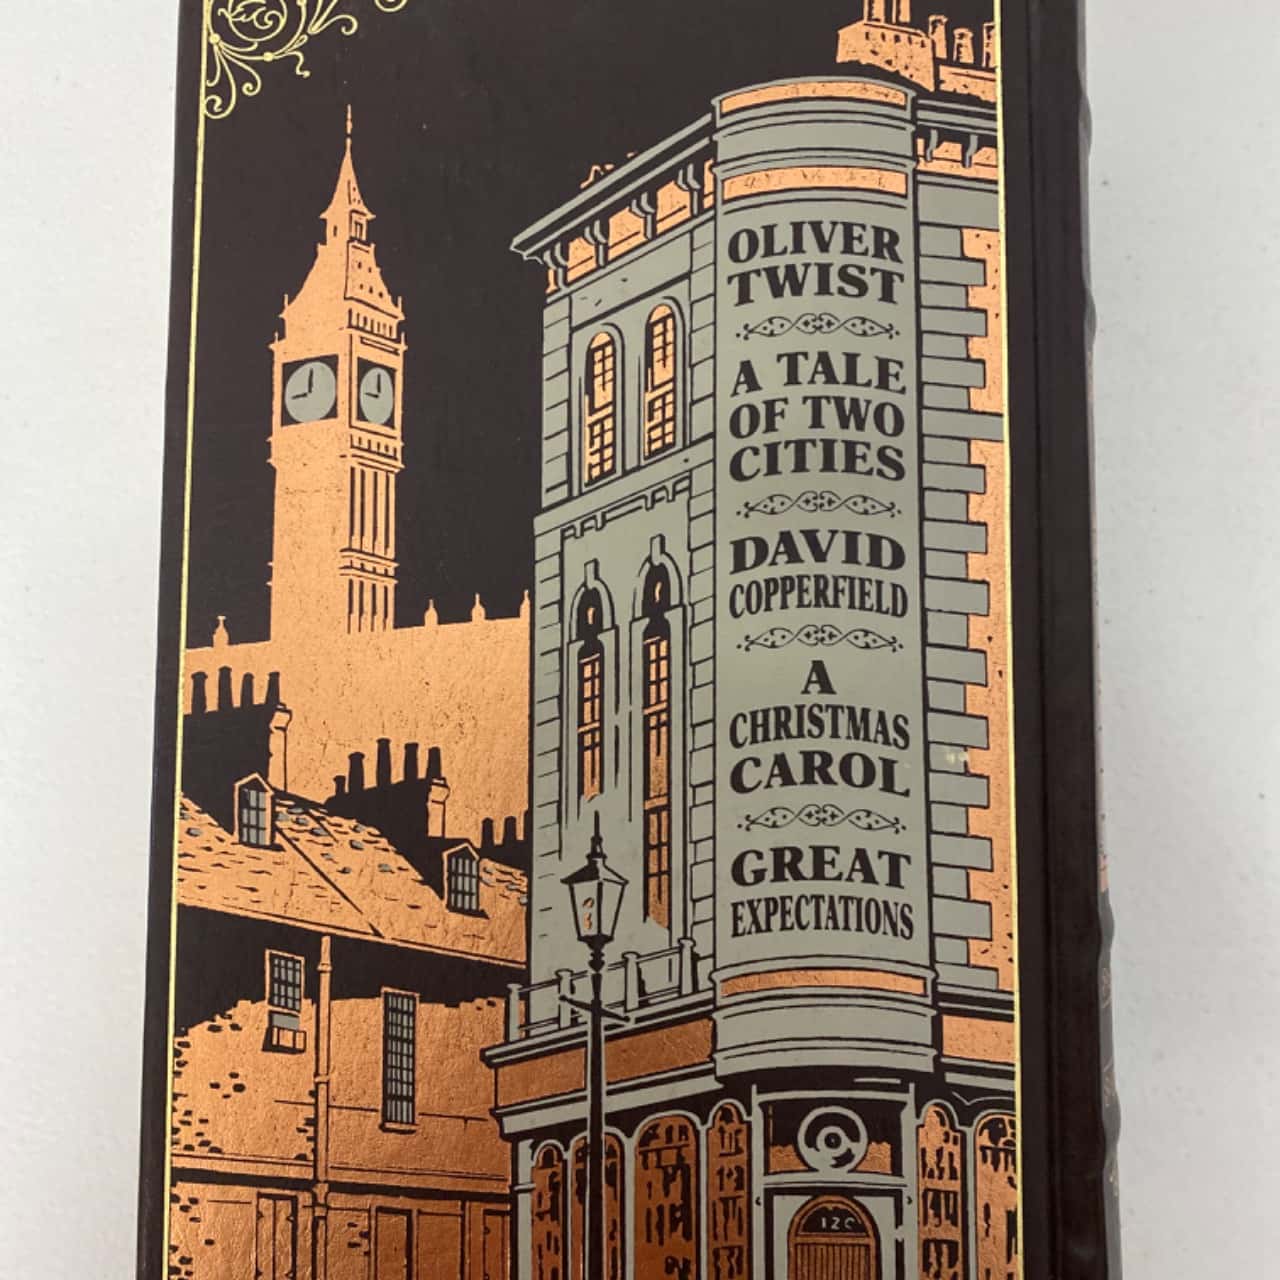 OLIVER
TWIST
A TALE
OF TWO
CITIES
DAVID
COPPERFIELD
A
CHRISTMAS
CAROL
GREAT
EXPECTATIONS